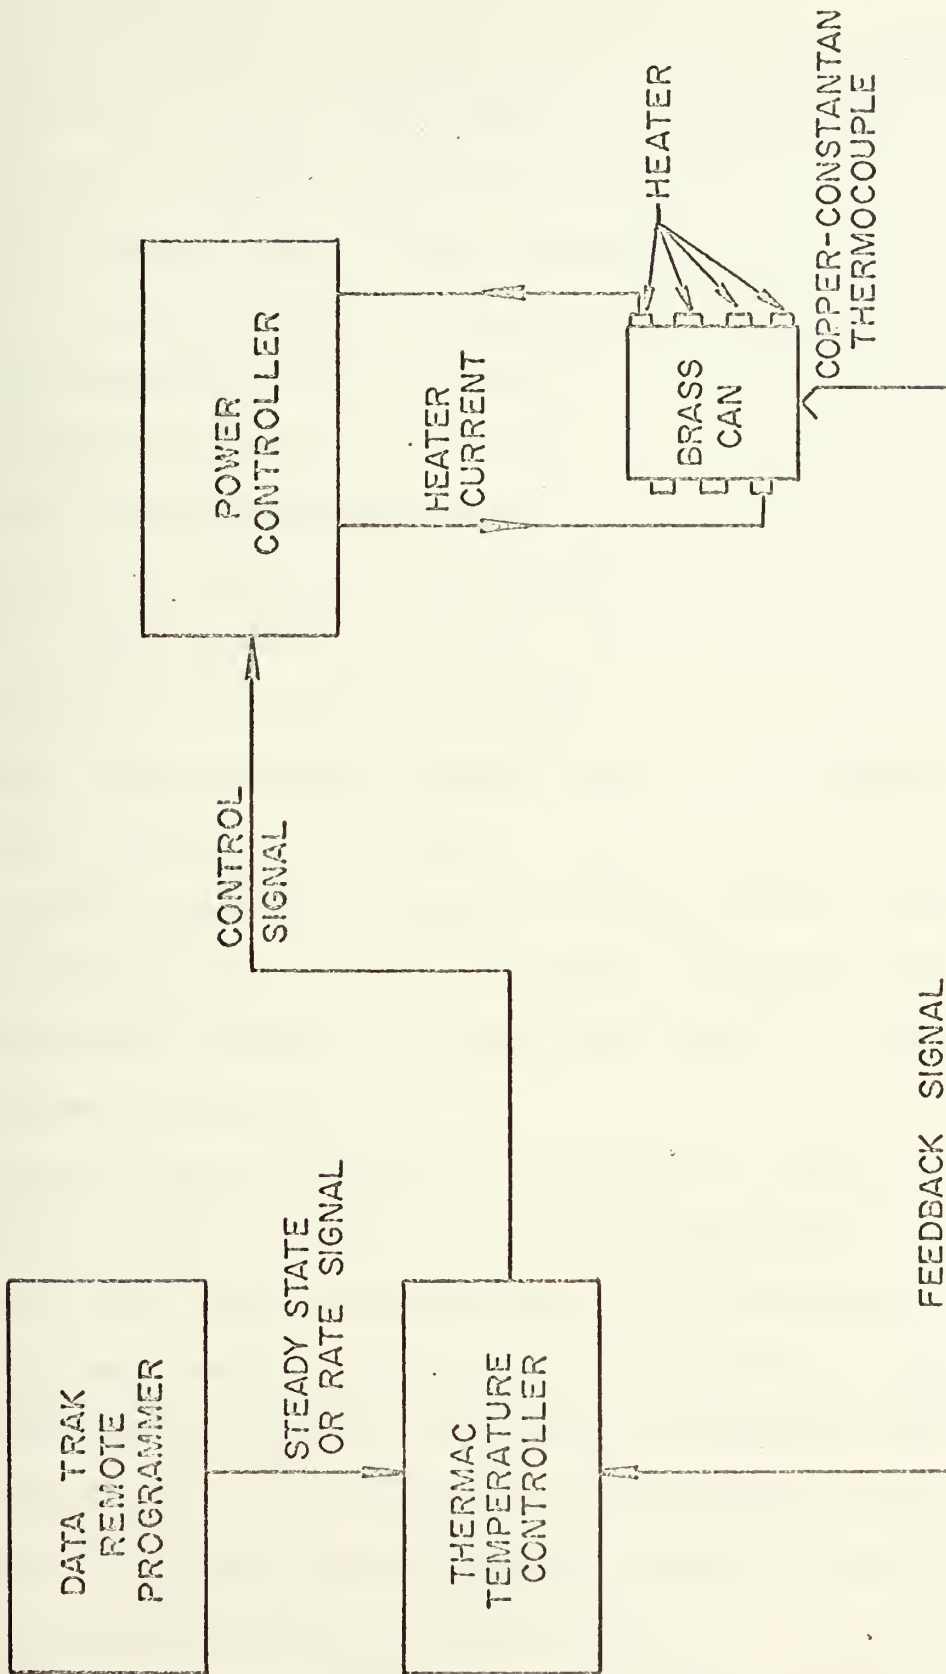 DATA TRAK
REMOTE
PROGRAMMER
STEADY STATE
OR RATE SIGNAL
THERMAC
TEMPERATURE
CONTROLLER
CONTROL
SIGNAL
POWER
CONTROLLER
HEATER
CURRENT
HEATER
BRASS
CAN
COPPER-CONSTANTAN
THERMOCOUPLE
FEEDBACK SIGNAL